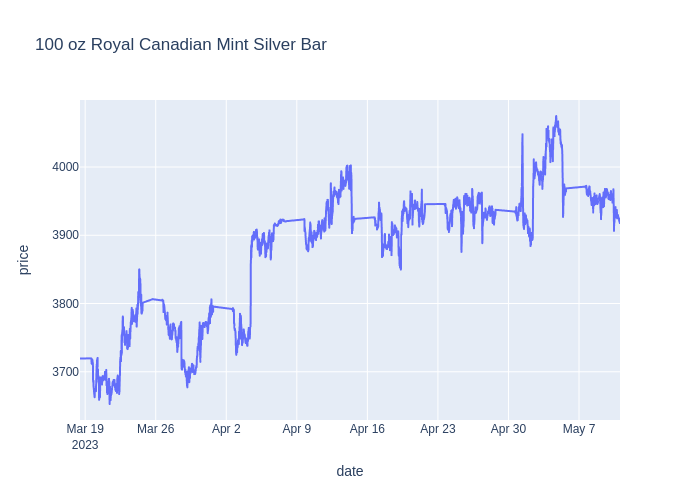 100 oz Royal Canadian Mint Silver Bar
price
4000
3900
3800
3700
Mar 19
2023
Mar 26
Apr 2
Apr 9
Apr 16
Apr 23
Apr 30
May 7
date